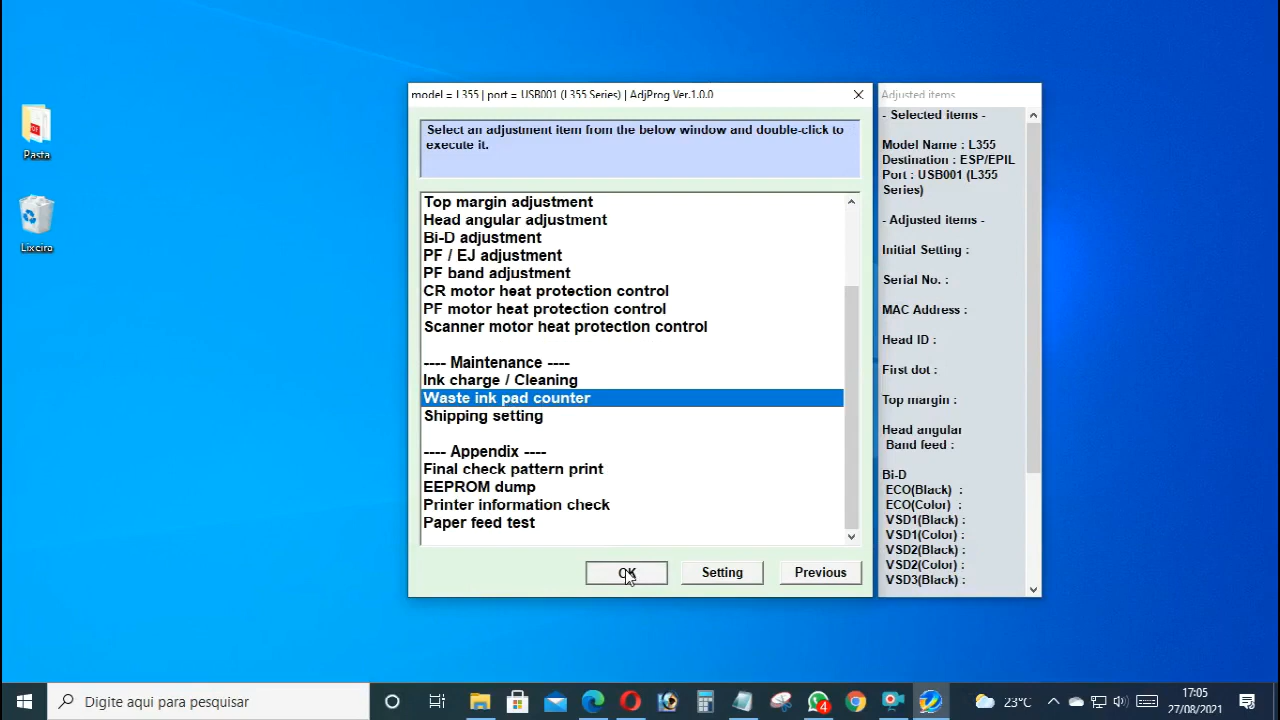 Pasta
Lixeira
model = L355 | port = USB001 (L355 Series) | AdjProg Ver.1.0.0
Select an adjustment item from the below window and double-click to
execute it.
Top margin adjustment
Head angular adjustment
Bi-D adjustment
PF / EJ adjustment
PF band adjustment
CR motor heat protection control
PF motor heat protection control
Scanner motor heat protection control
---- Maintenance ----
Ink charge / Cleaning
Waste ink pad counter
Shipping setting
---- Appendix ----
Final check pattern print
EEPROM dump
Printer information check
Paper feed test
OK
Setting
Previous
Adjusted items
- Selected items -
Model Name : L355
Destination : ESP/EPIL
Port : USB001 (L355
Series)
- Adjusted items -
Initial Setting :
Serial No. :
MAC Address :
Head ID :
First dot :
Top margin :
Head angular
Band feed :
Bi-D
ECO(Black) :
ECO(Color) :
VSD1(Black) :
VSD1(Color) :
VSD2(Black) :
VSD2(Color) :
VSD3(Black) :
Digite aqui para pesquisar
4
23°C
17:05
27/08/2021